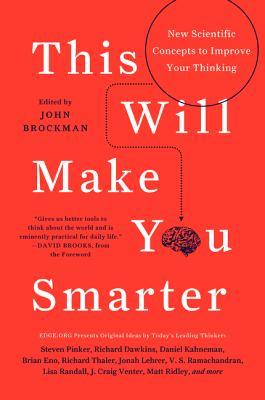 New Scientific
Concepts to Improve
Your Thinking
This
Edited by
JOHN
BROCKMAN
Will
Make
"Gives us better tools to
think about the world and is
eminently practical for daily life."
—DAVID BROOKS, from
the Foreword
You
Smarter
EDGE.ORG Presents Original Ideas by Today's Leading Thinkers
Steven Pinker, Richard Dawkins, Daniel Kahneman,
Brian Eno, Richard Thaler, Jonah Lehrer, V. S. Ramachandran,
Lisa Randall, J. Craig Venter, Matt Ridley, and more